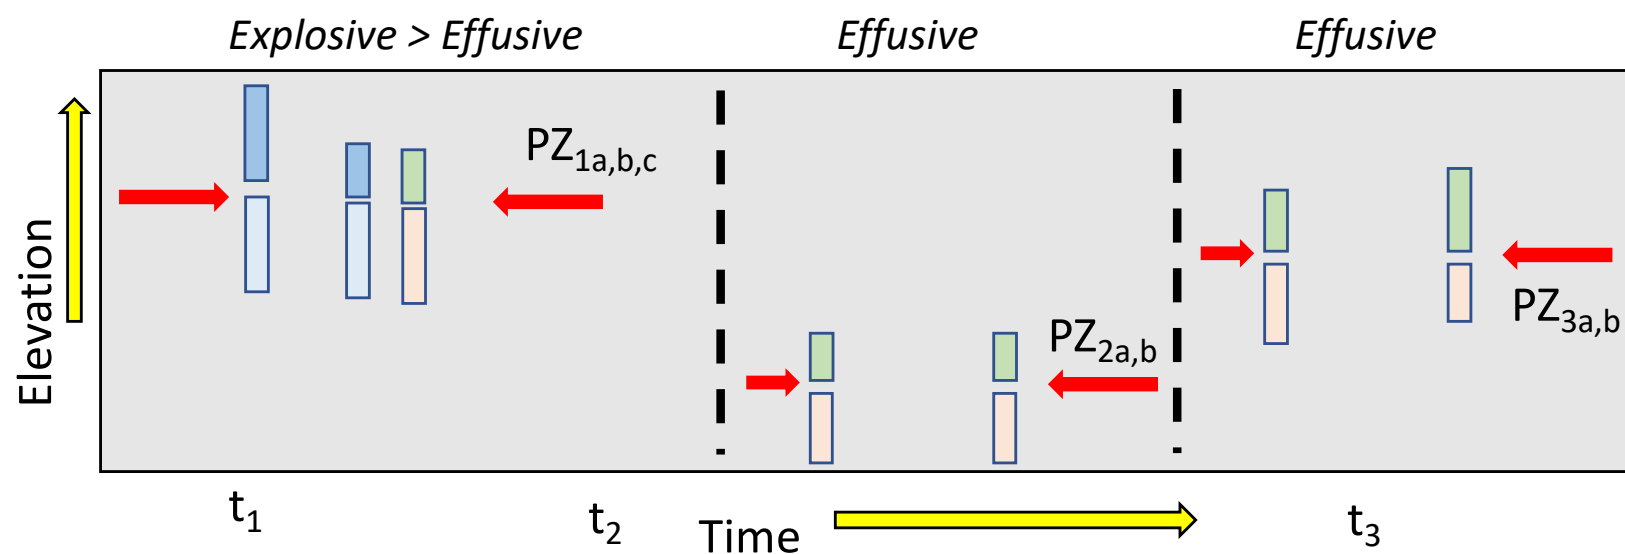 Explosive > Effusive
Effusive
Effusive
Elevation
PZ1a,b,c
PZ2a,b
PZ3a,b
t1
t2
Time
t3